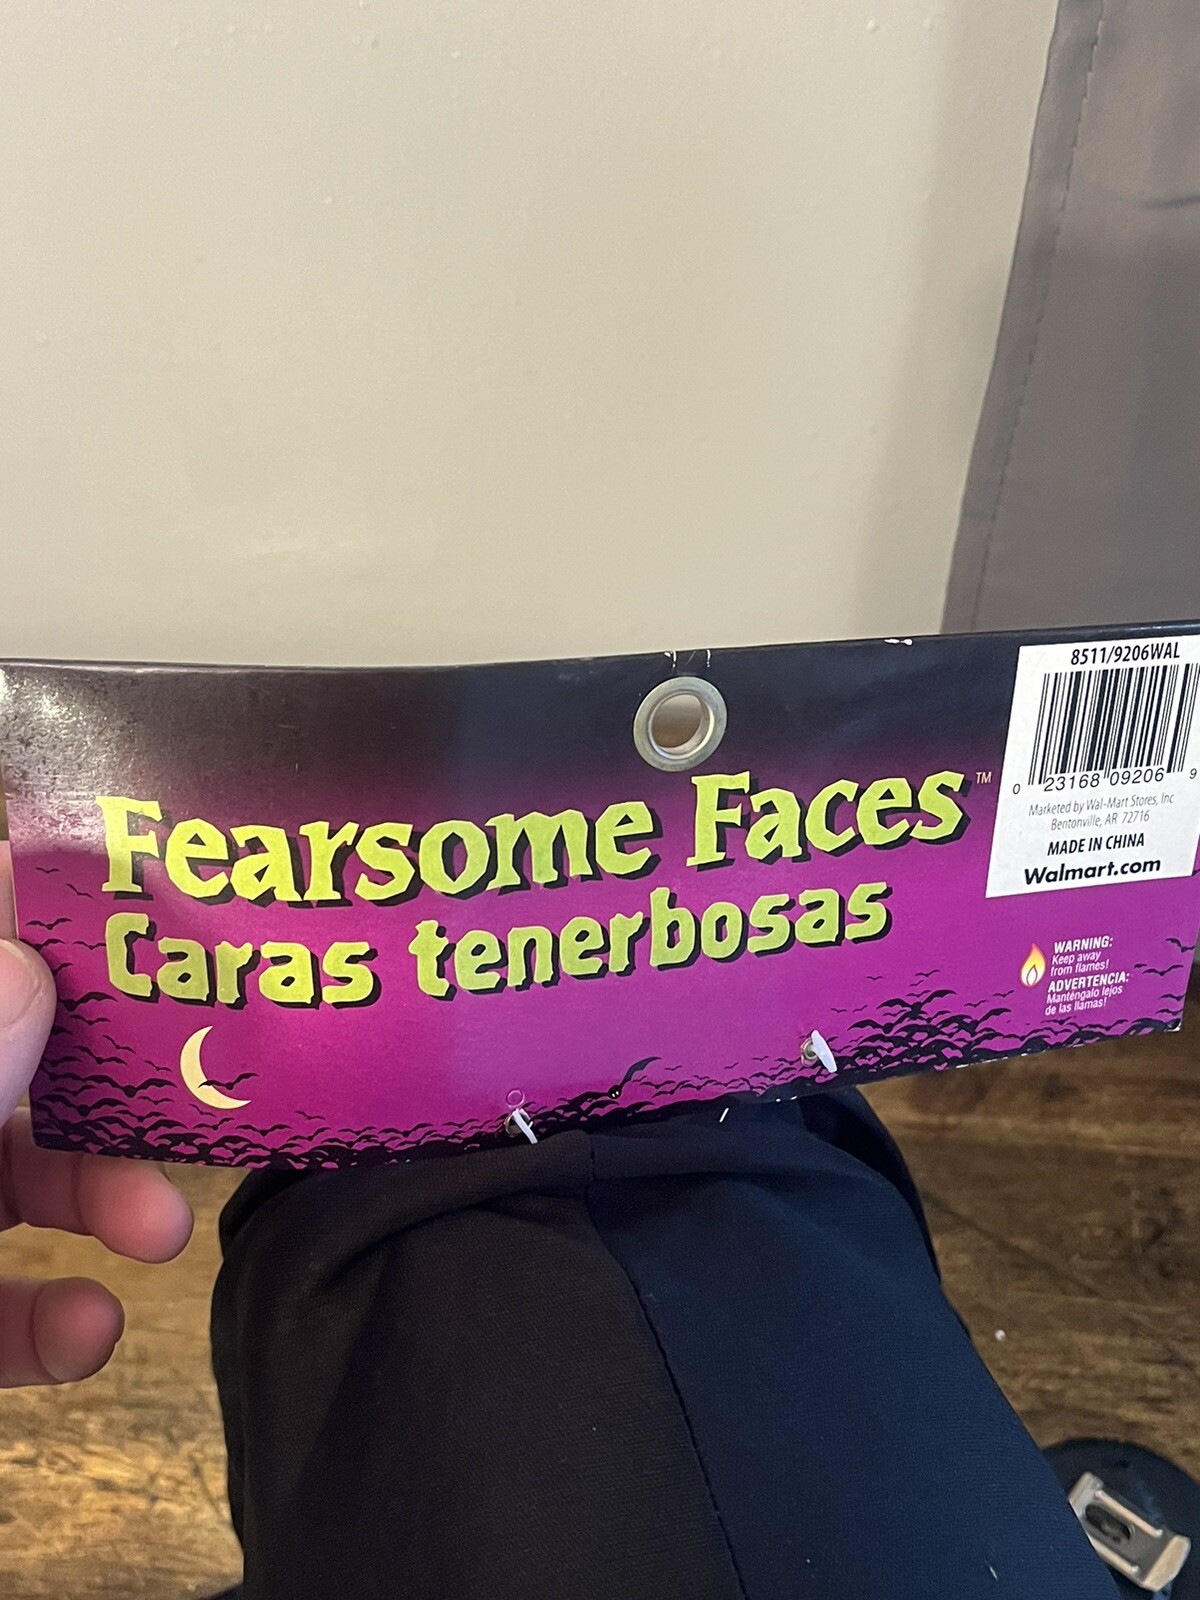 8511/9206WAL
0 23168 09206 9
Marketed by Wal-Mart Stores, Inc
Bentonville, AR 72716
MADE IN CHINA
Walmart.com
Fearsome Faces™
Caras tenerbosas
WARNING:
Keep away
from flames!
ADVERTENCIA:
Manténgalo lejos
de las llamas!